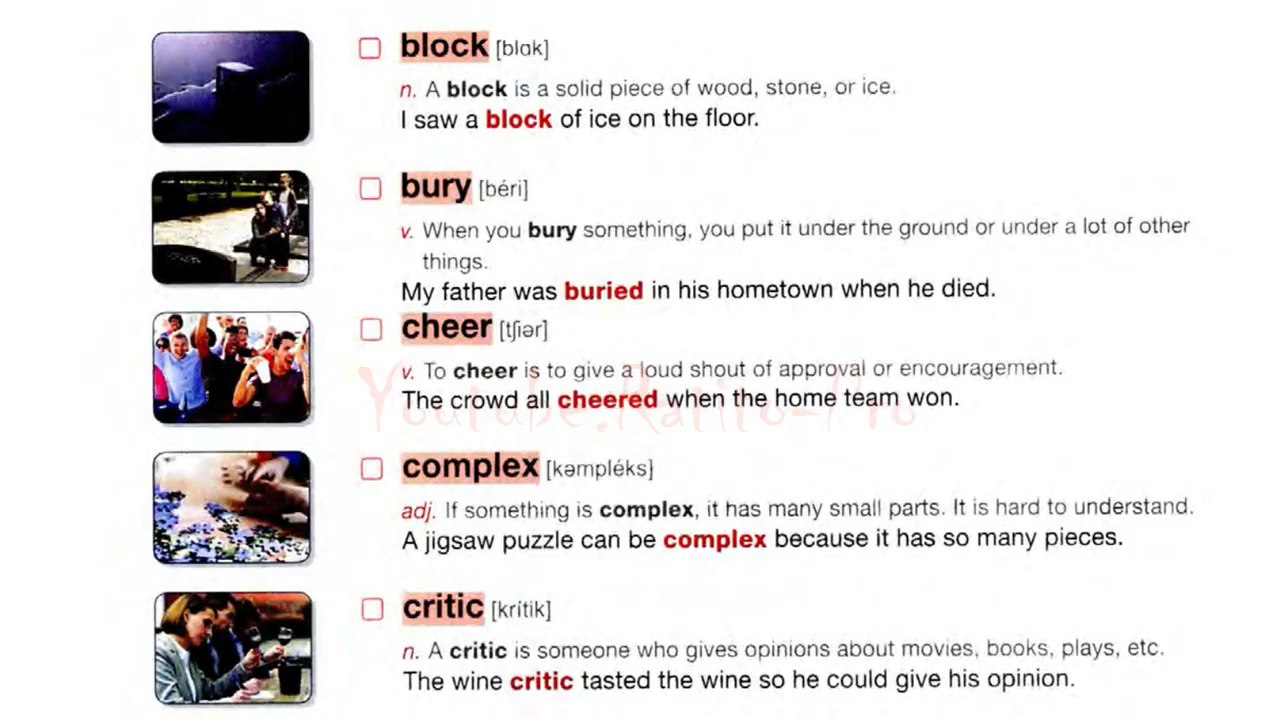 block [blɑk]
n. A block is a solid piece of wood, stone, or ice.
I saw a block of ice on the floor.
bury [béri]
v. When you bury something, you put it under the ground or under a lot of other
things.
My father was buried in his hometown when he died.
cheer [tʃiər]
v. To cheer is to give a loud shout of approval or encouragement.
Youtube.Ratito-Pro
The crowd all cheered when the home team won.
complex [kəmpléks]
adj. If something is complex, it has many small parts. It is hard to understand.
A jigsaw puzzle can be complex because it has so many pieces.
critic [krítik]
n. A critic is someone who gives opinions about movies, books, plays, etc.
The wine critic tasted the wine so he could give his opinion.